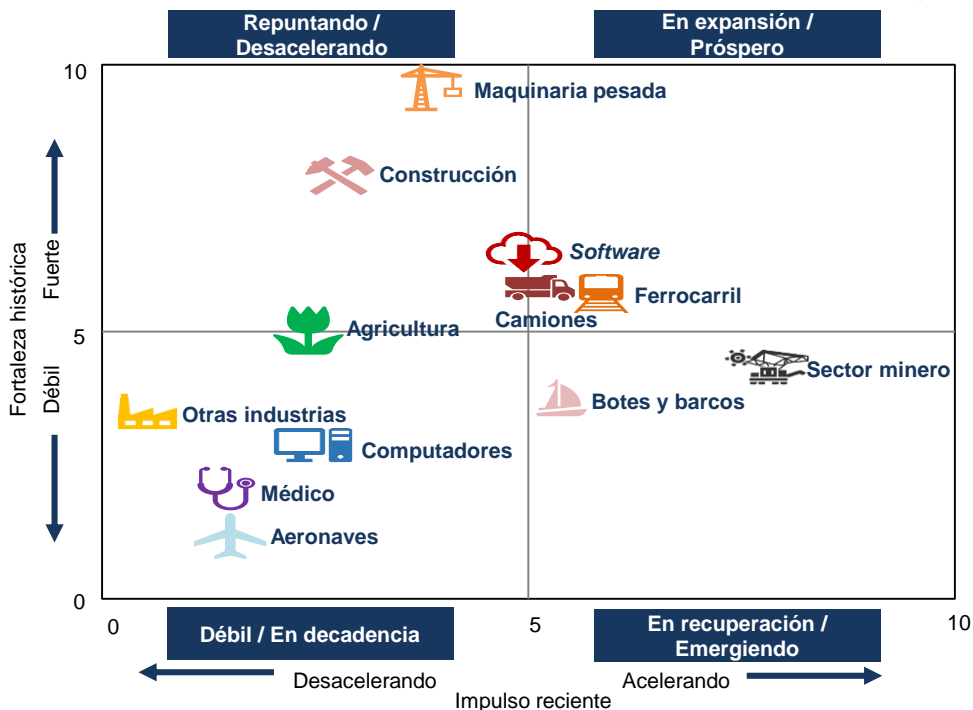 Repuntando /
Desacelerando
En expansión /
Próspero
10
Maquinaria pesada
Construcción
Software
Ferrocarril
Camiones
Agricultura
5
Sector minero
Botes y barcos
Otras industrias
Computadores
Médico
Aeronaves
0
Fortaleza histórica
Fuerte
Débil
0
5
10
Débil / En decadencia
En recuperación /
Emergiendo
Desacelerando
Acelerando
Impulso reciente